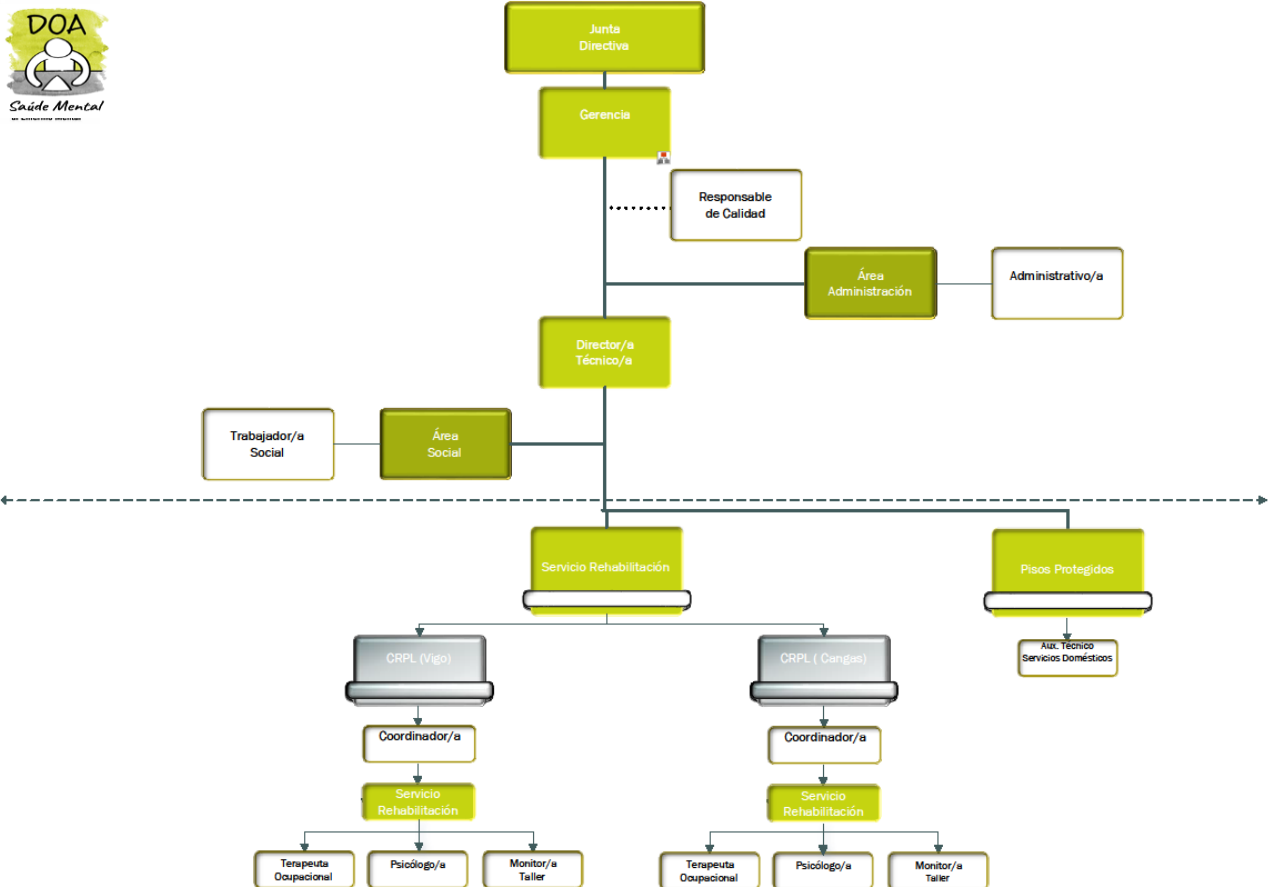 DOA
Saúde Mental
Junta
Directiva
Gerencia
Responsable
de Calidad
Área
Administración
Administrativo/a
Director/a
Técnico/a
Trabajador/a
Social
Área
Social
Servicio Rehabilitación
Pisos Protegidos
CRPL (Vigo)
CRPL ( Cangas)
Aux. Técnico
Servicios Domésticos
Coordinador/a
Coordinador/a
Servicio
Rehabilitación
Servicio
Rehabilitación
Terapeuta
Ocupacional
Psicólogo/a
Monitor/a
Taller
Terapeuta
Ocupacional
Psicólogo/a
Monitor/a
Taller